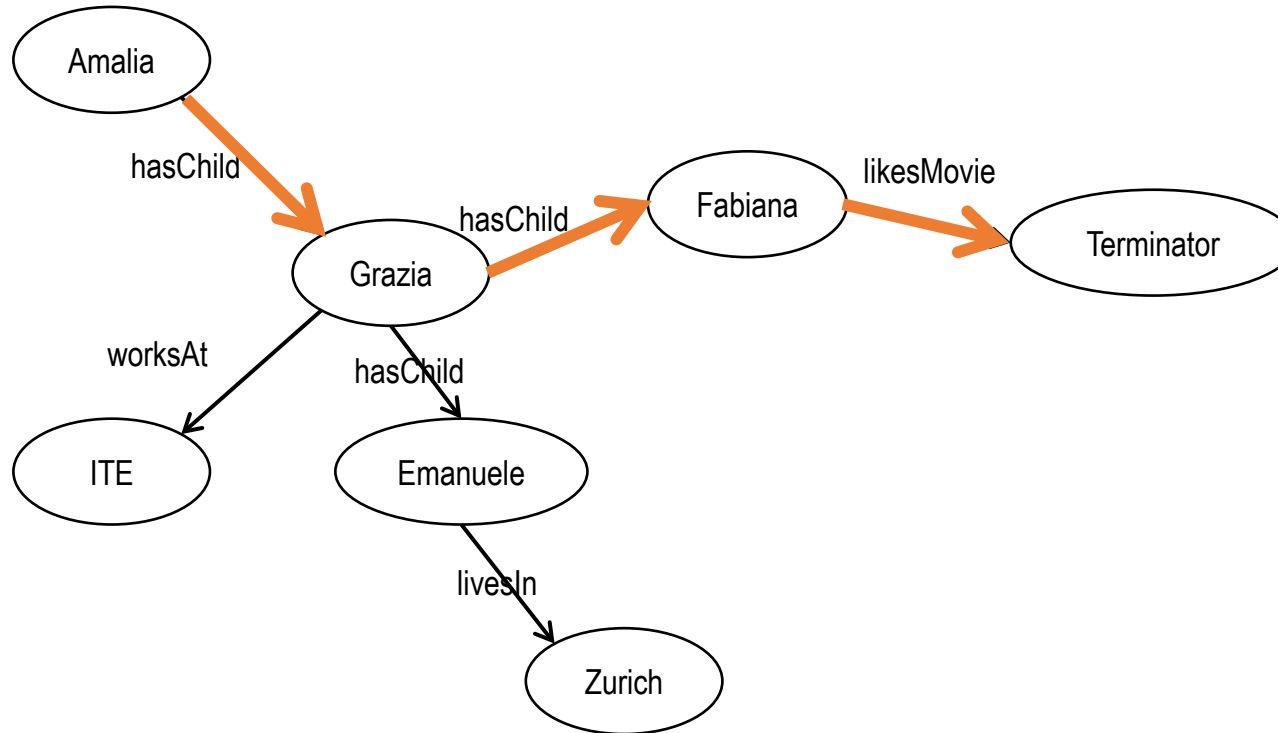 Amalia
hasChild
likesMovie
Fabiana
hasChild
Terminator
Grazia
worksAt
hasChild
ITE
Emanuele
livesIn
Zurich